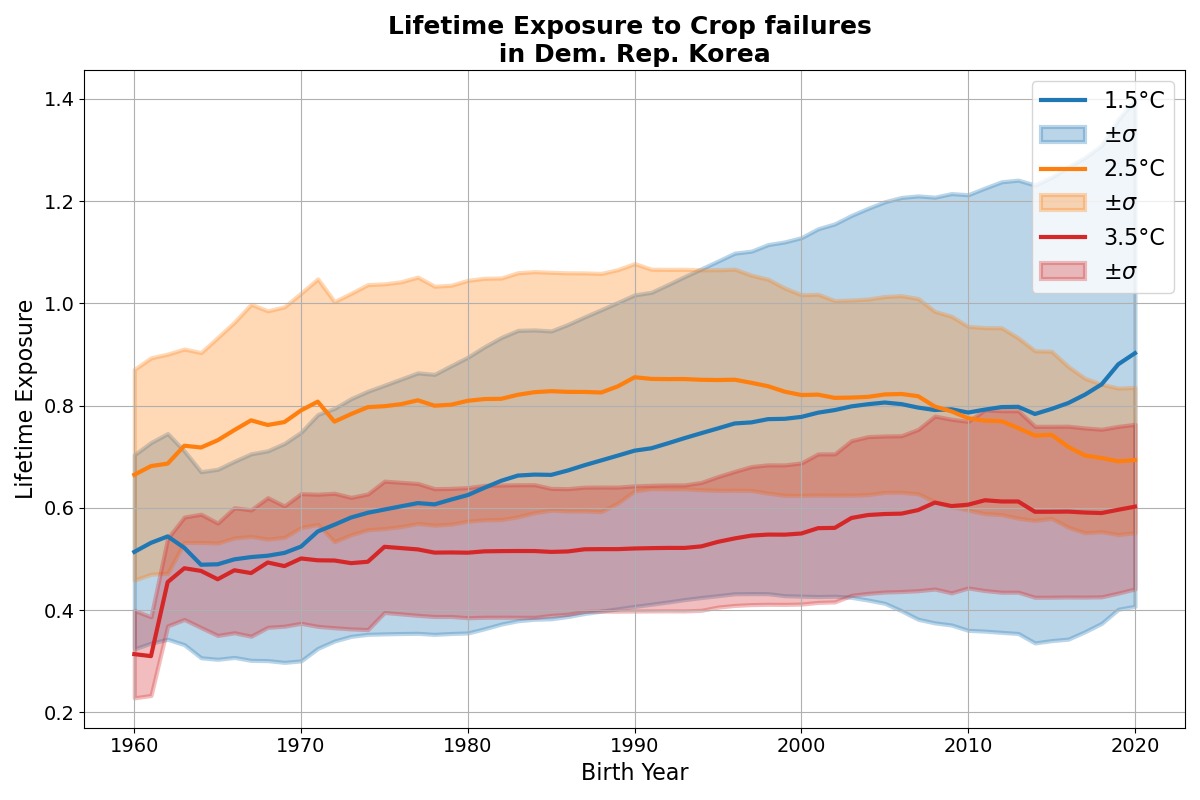 Lifetime Exposure to Crop failures
in Dem. Rep. Korea
1.5°C
±σ
2.5°C
±σ
3.5°C
±σ
Lifetime Exposure
1.4
1.2
1.0
0.8
0.6
0.4
0.2
1960 1970 1980 1990 2000 2010 2020
Birth Year